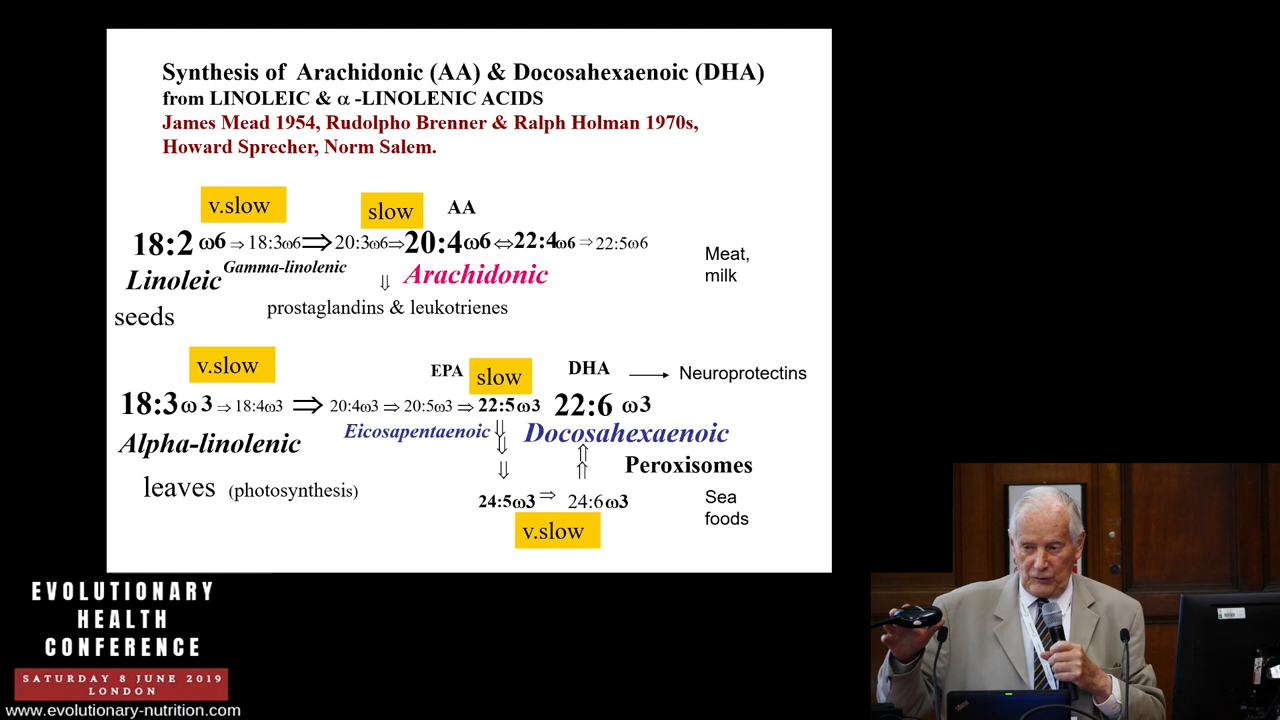 Synthesis of Arachidonic (AA) & Docosahexaenoic (DHA)
from LINOLEIC & α -LINOLENIC ACIDS
James Mead 1954, Rudolpho Brenner & Ralph Holman 1970s,
Howard Sprecher, Norm Salem.
v.slow
slow
AA
18:2 ω6 ⇒ 18:3ω6 ⇒ 20:3ω6 ⇒ 20:4ω6 ⇔ 22:4ω6 ⇒ 22:5ω6
Meat,
milk
Linoleic
Gamma-linolenic
⇓
Arachidonic
seeds
prostaglandins & leukotrienes
v.slow
EPA
slow
DHA
→ Neuroprotectins
18:3 ω 3 ⇒ 18:4ω3 ⇒ 20:4ω3 ⇒ 20:5ω3 ⇒ 22:5ω3 22:6 ω3
Alpha-linolenic
Eicosapentaenoic
⇓
Docosahexaenoic
⇓
⇑
Peroxisomes
⇓
⇑
leaves (photosynthesis)
24:5ω3 ⇒ 24:6ω3
Sea
foods
v.slow
EVOLUTIONARY
HEALTH
CONFERENCE
SATURDAY 8 JUNE 2019
LONDON
www.evolutionary-nutrition.com